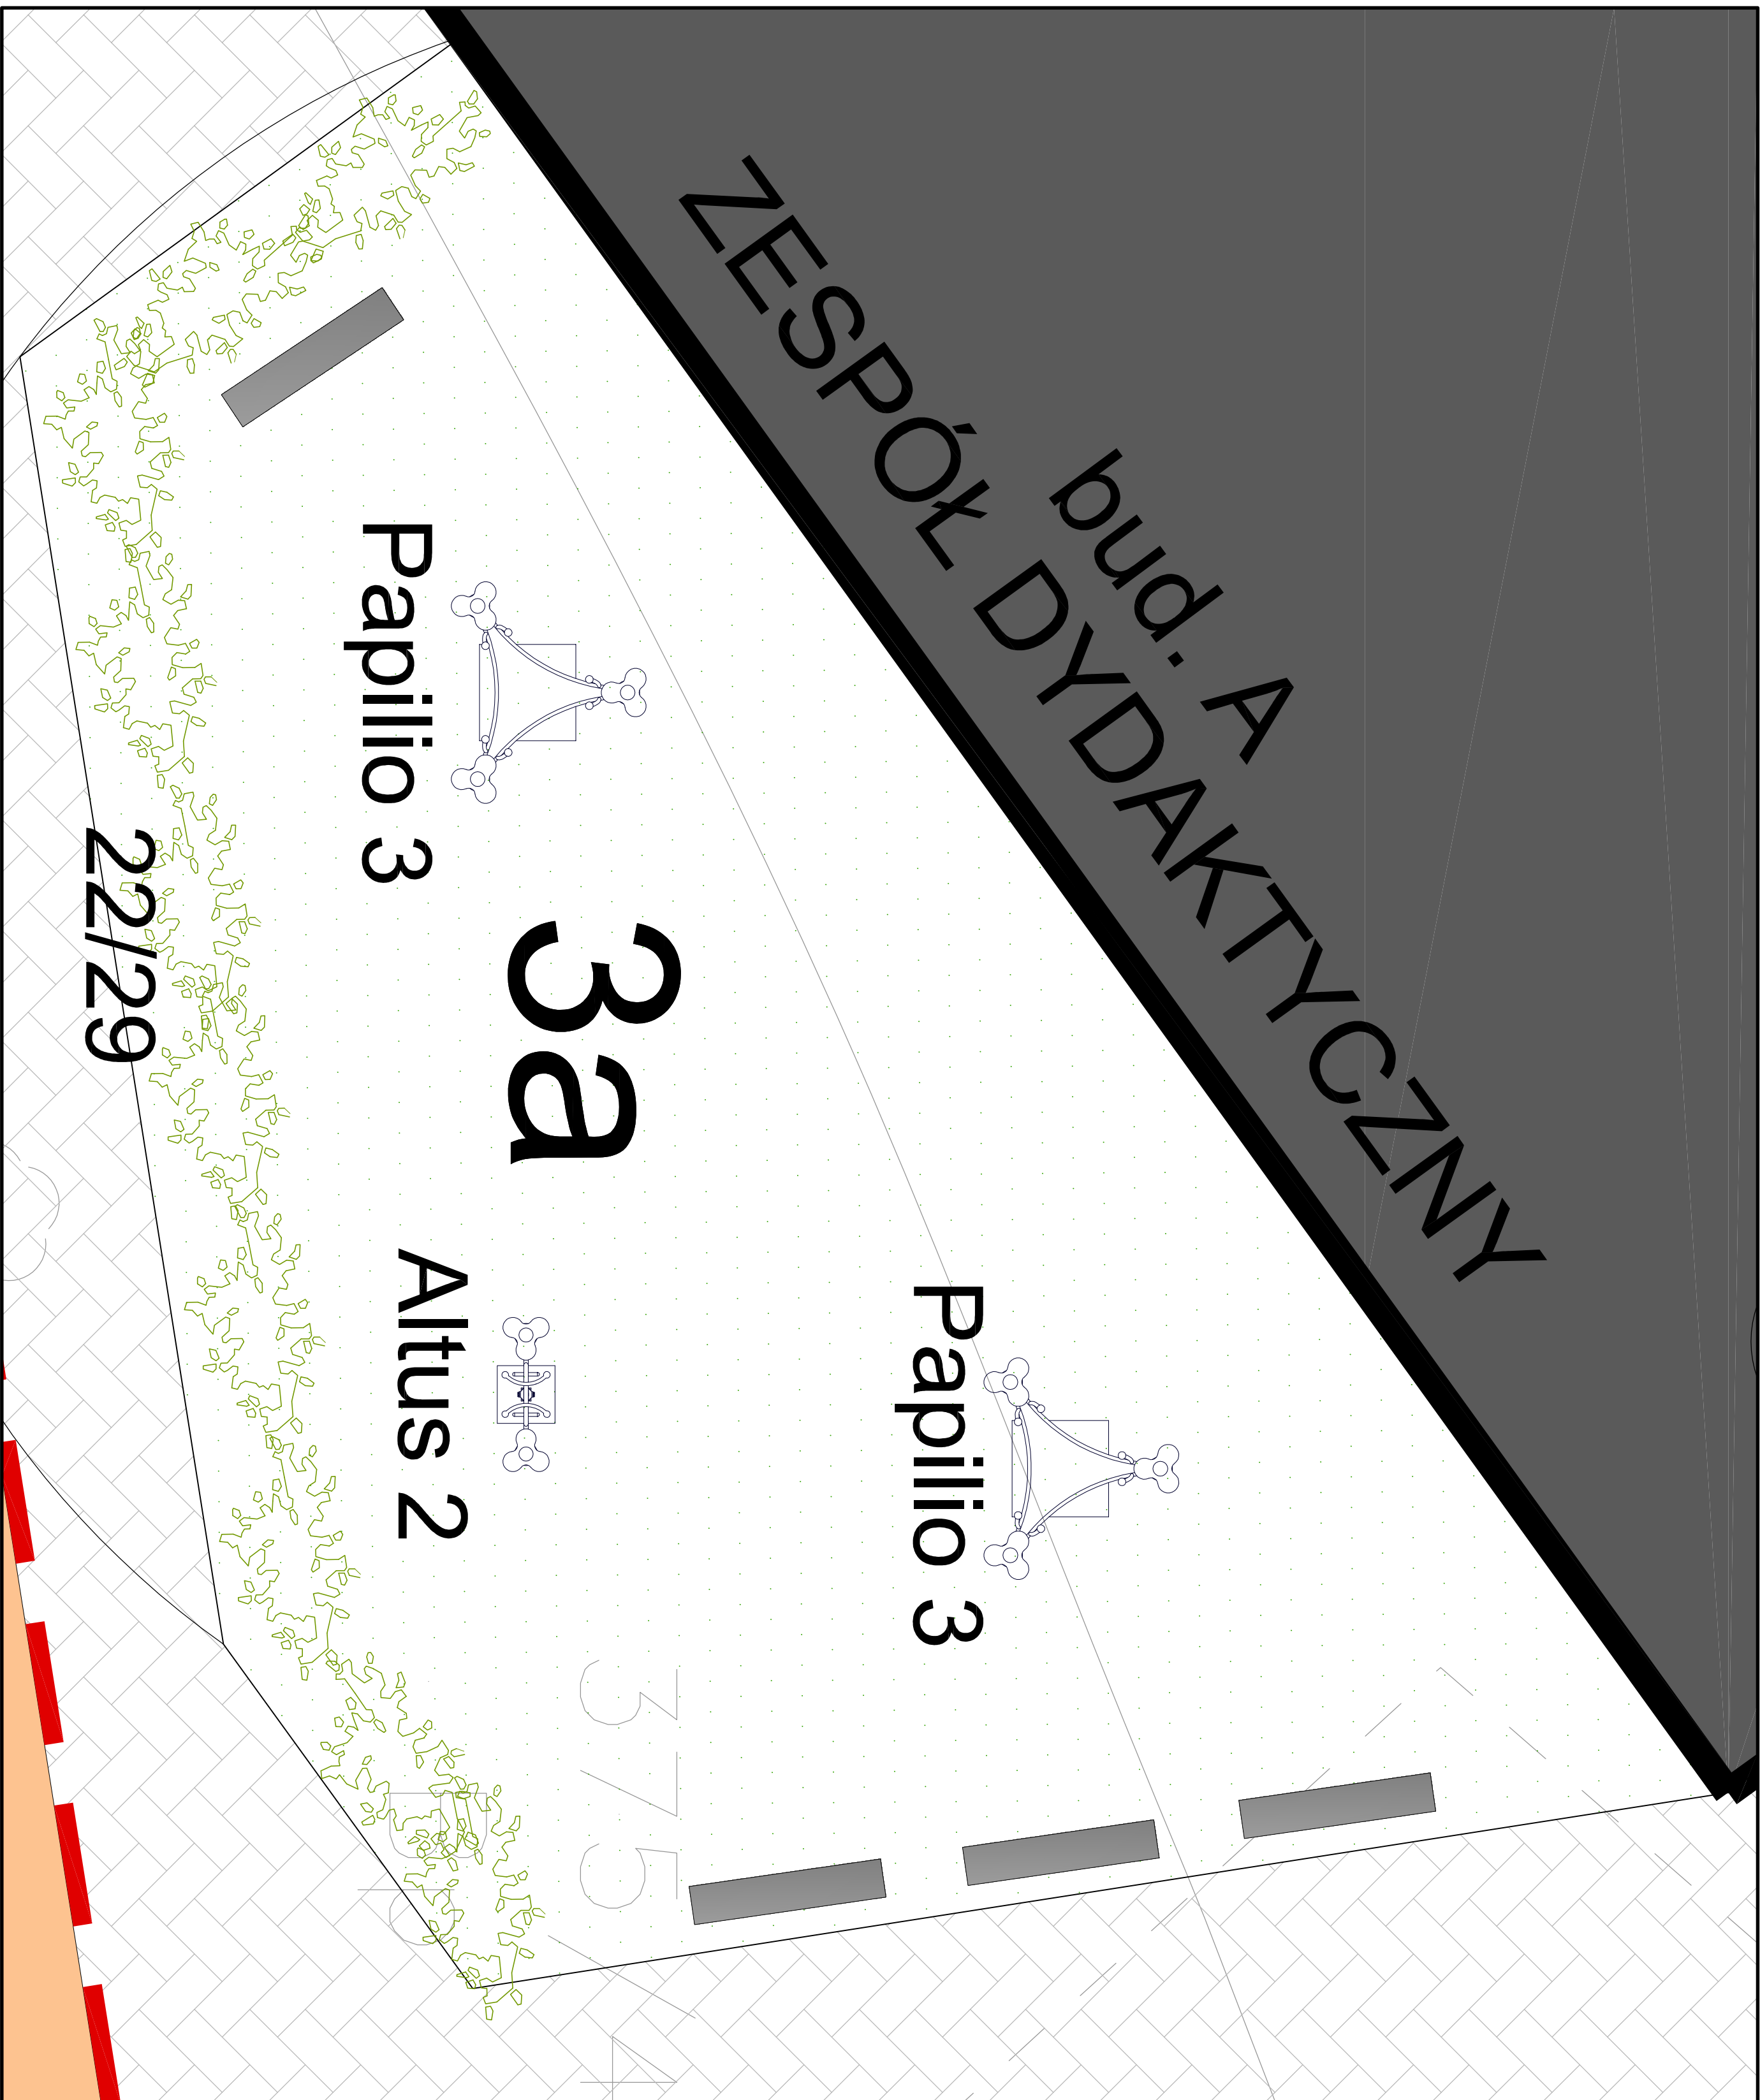 bud. A
ZESPÓŁ DYDAKTYCZNY
Papilio 3
3a
22/29
Altus 2
Papilio 3